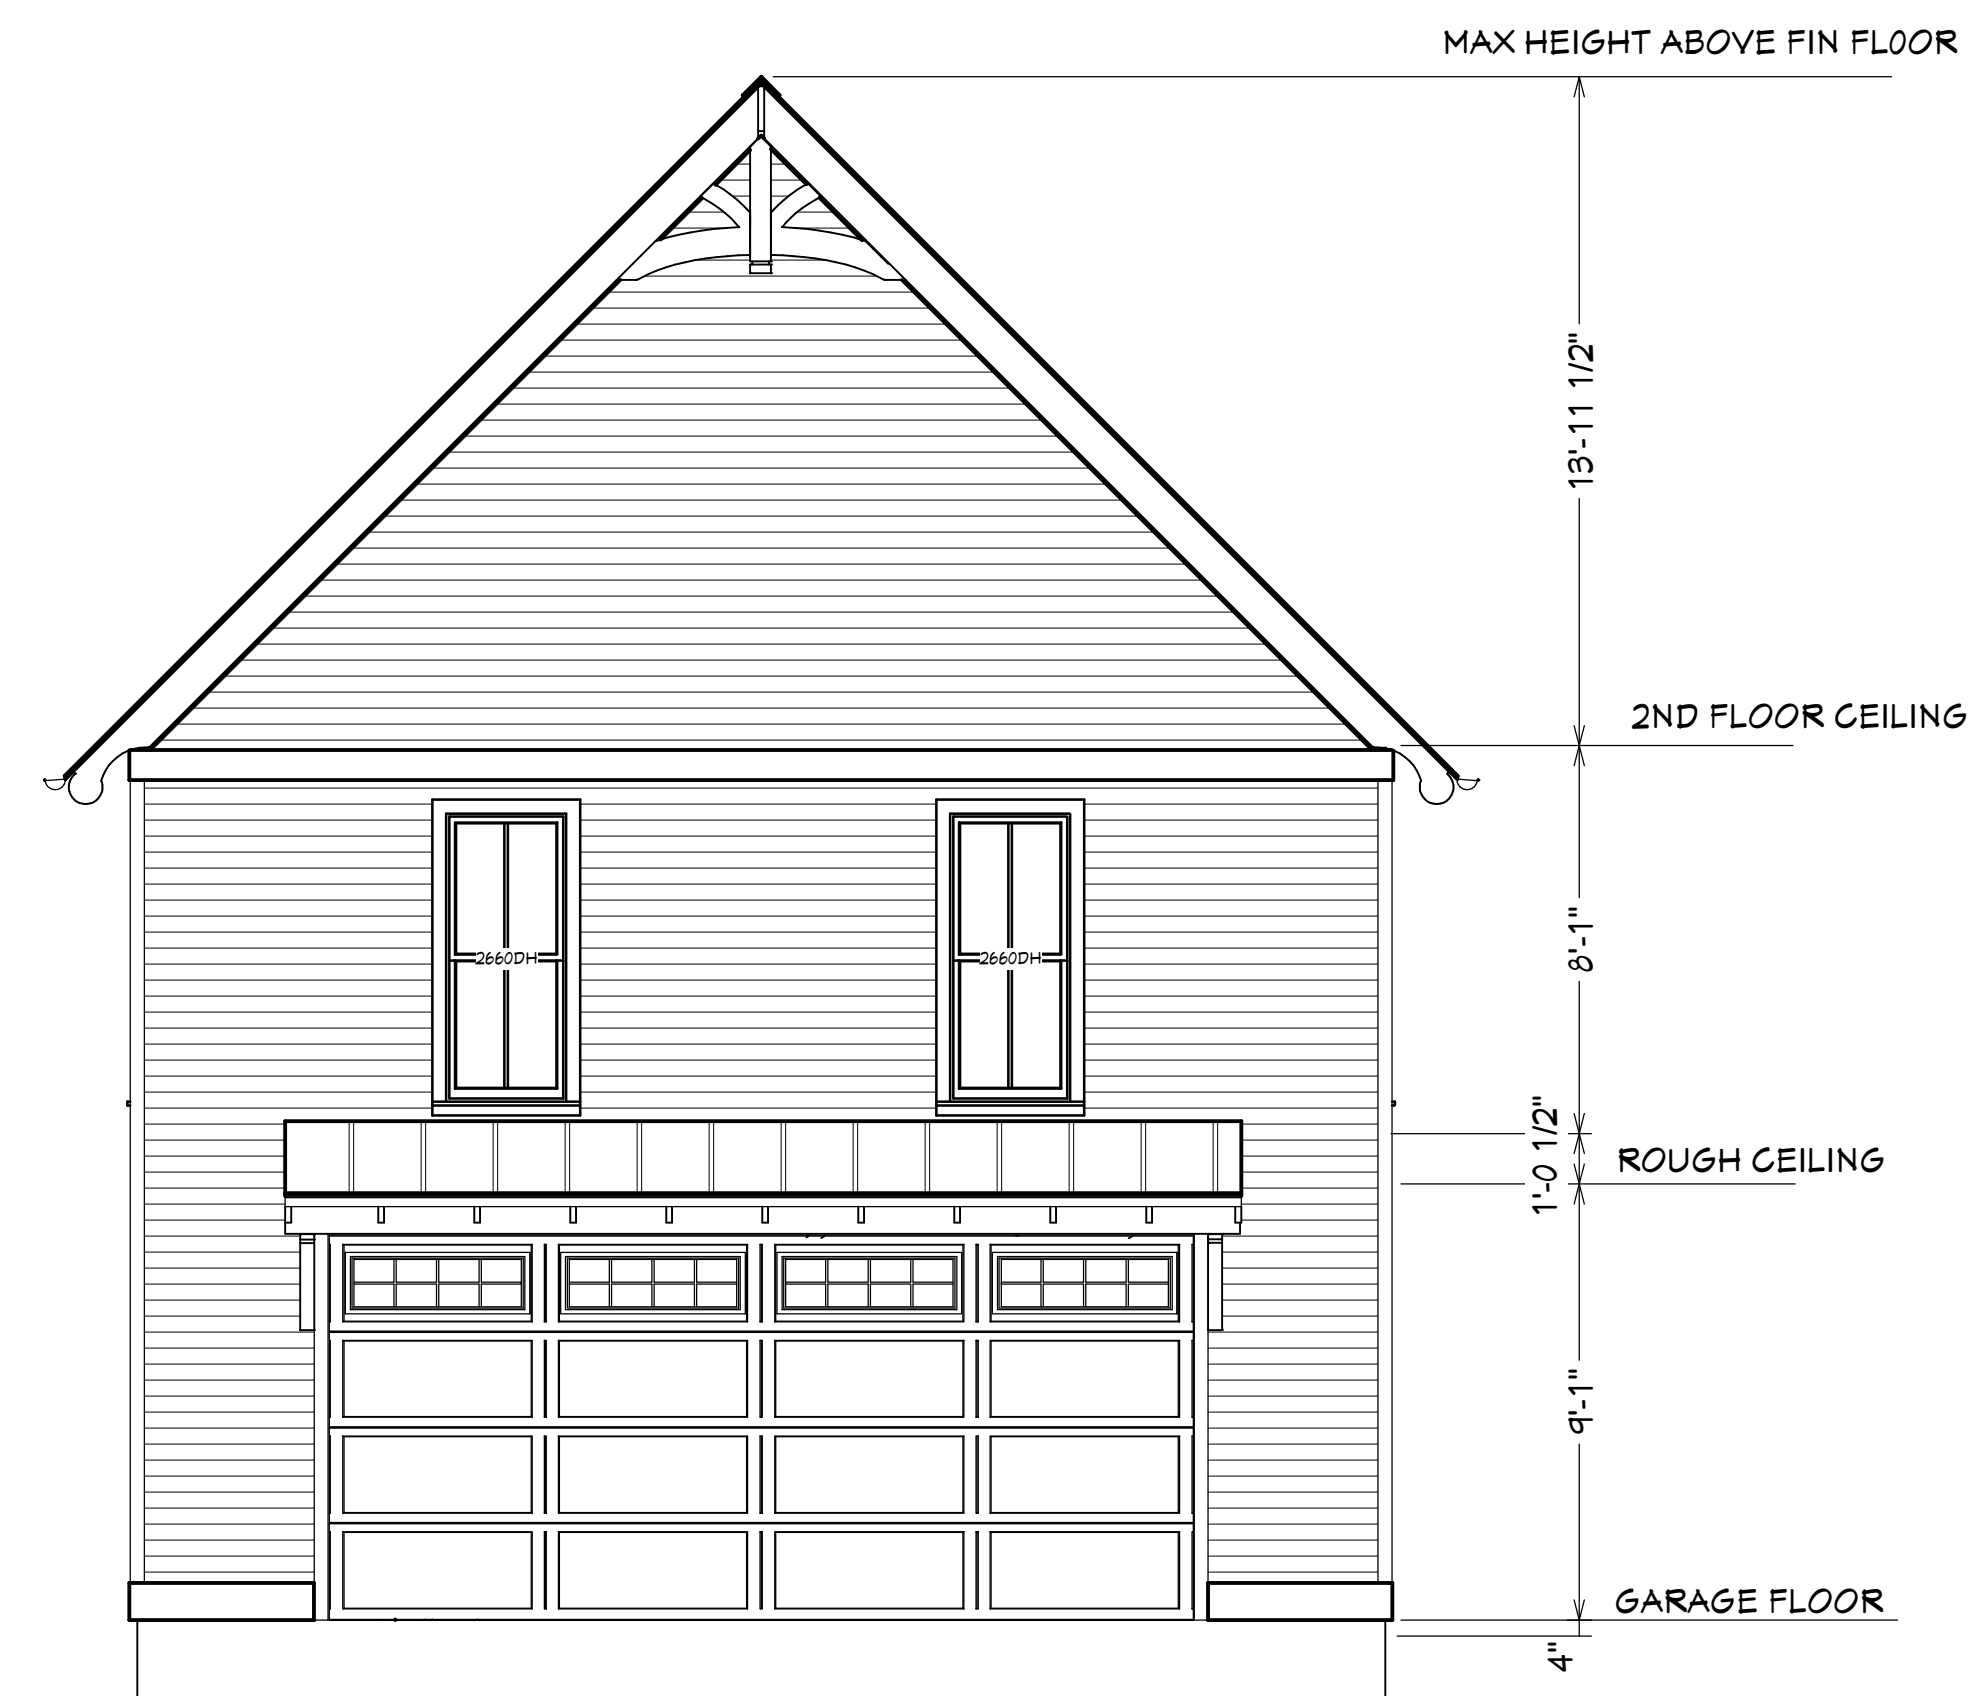 MAX HEIGHT ABOVE FIN FLOOR
13'-11 1/2"
2ND FLOOR CEILING
8'-1"
2660DH
2660DH
1'-0 1/2"
ROUGH CEILING
9'-1"
GARAGE FLOOR
4"